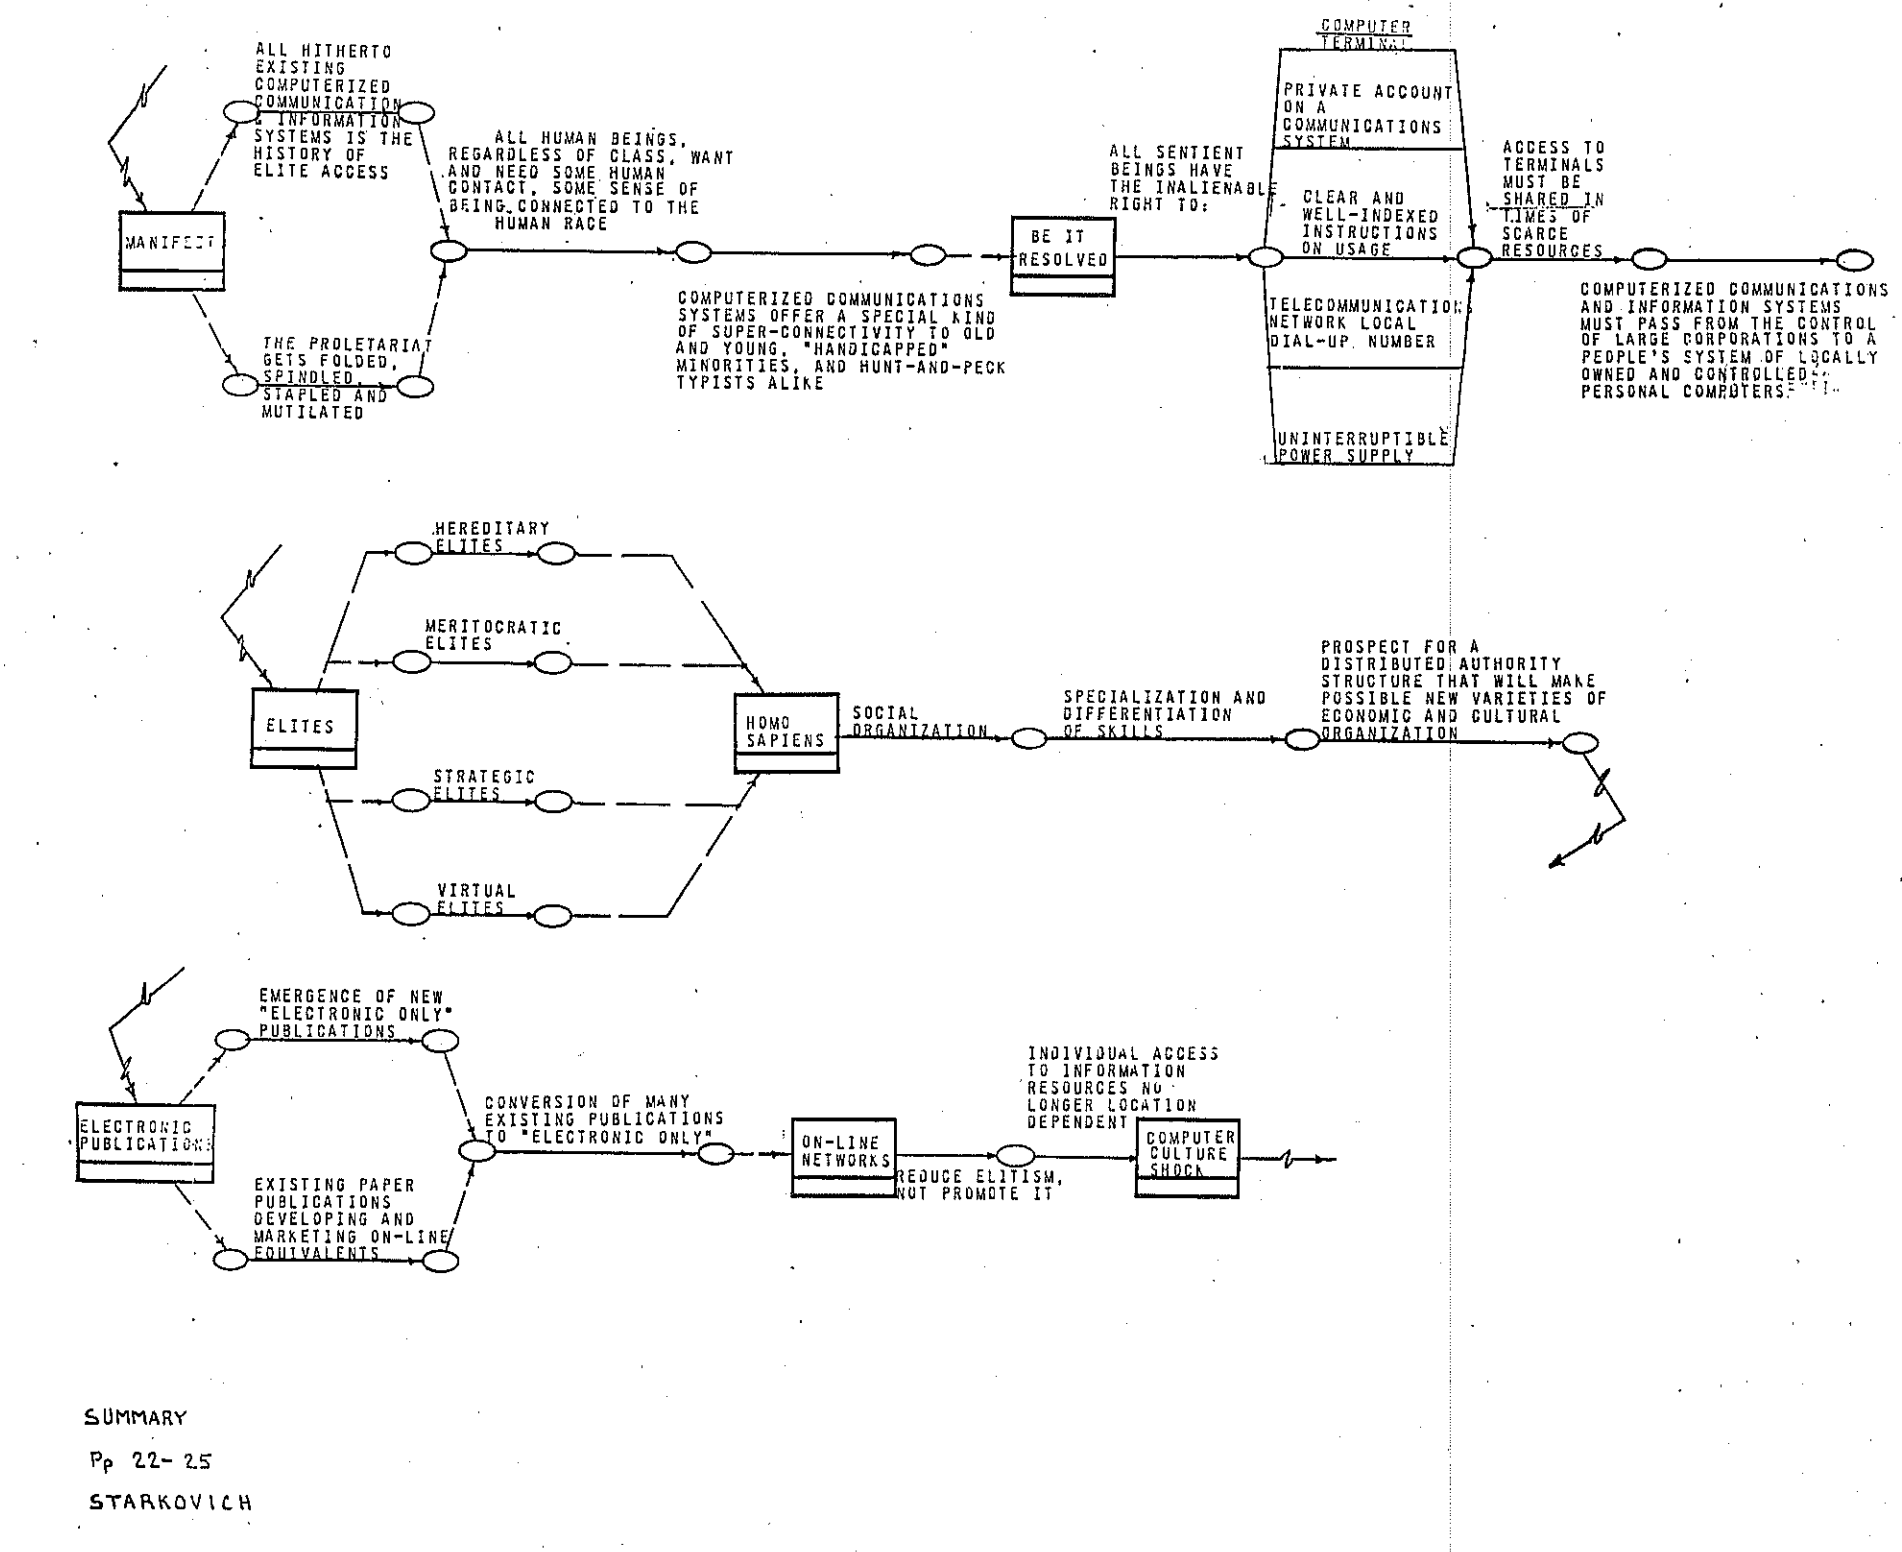 COMPUTER
TERMINAL
ALL HITHERTO
EXISTING
COMPUTERIZED
COMMUNICATION
& INFORMATION
SYSTEMS IS THE
HISTORY OF
ELITE ACCESS
MANIFEST
THE PROLETARIAT
GETS FOLDED,
SPINDLED,
STAPLED AND
MUTILATED
ALL HUMAN BEINGS,
REGARDLESS OF CLASS, WANT
AND NEED SOME HUMAN
CONTACT, SOME SENSE OF
BEING CONNECTED TO THE
HUMAN RACE
COMPUTERIZED COMMUNICATIONS
SYSTEMS OFFER A SPECIAL KIND
OF SUPER-CONNECTIVITY TO OLD
AND YOUNG, "HANDICAPPED"
MINORITIES, AND HUNT-AND-PECK
TYPISTS ALIKE
BE IT
RESOLVED
ALL SENTIENT
BEINGS HAVE
THE INALIENABLE
RIGHT TO:
PRIVATE ACCOUNT
ON A
COMMUNICATIONS
SYSTEM
CLEAR AND
WELL-INDEXED
INSTRUCTIONS
ON USAGE
TELECOMMUNICATIONS
NETWORK LOCAL
DIAL-UP NUMBER
UNINTERRUPTIBLE
POWER SUPPLY
ACCESS TO
TERMINALS
MUST BE
SHARED IN
TIMES OF
SCARCE
RESOURCES
COMPUTERIZED COMMUNICATIONS
AND INFORMATION SYSTEMS
MUST PASS FROM THE CONTROL
OF LARGE CORPORATIONS TO A
PEOPLE'S SYSTEM OF LOCALLY
OWNED AND CONTROLLED
PERSONAL COMPUTERS
HEREDITARY
ELITES
MERITOCRATIC
ELITES
ELITES
STRATEGIC
ELITES
VIRTUAL
ELITES
HOMO
SAPIENS
SOCIAL
ORGANIZATION
SPECIALIZATION AND
DIFFERENTIATION
OF SKILLS
PROSPECT FOR A
DISTRIBUTED AUTHORITY
STRUCTURE THAT WILL MAKE
POSSIBLE NEW VARIETIES OF
ECONOMIC AND CULTURAL
ORGANIZATION
EMERGENCE OF NEW
"ELECTRONIC ONLY"
PUBLICATIONS
ELECTRONIC
PUBLICATIONS
EXISTING PAPER
PUBLICATIONS
DEVELOPING AND
MARKETING ON-LINE
EQUIVALENTS
CONVERSION OF MANY
EXISTING PUBLICATIONS
TO "ELECTRONIC ONLY"
ON-LINE
NETWORKS
REDUCE ELITISM,
NOT PROMOTE IT
INDIVIDUAL ACCESS
TO INFORMATION
RESOURCES NO
LONGER LOCATION
DEPENDENT
COMPUTER
CULTURE
SHOCK
SUMMARY
Pp 22-25
STARKOVICH